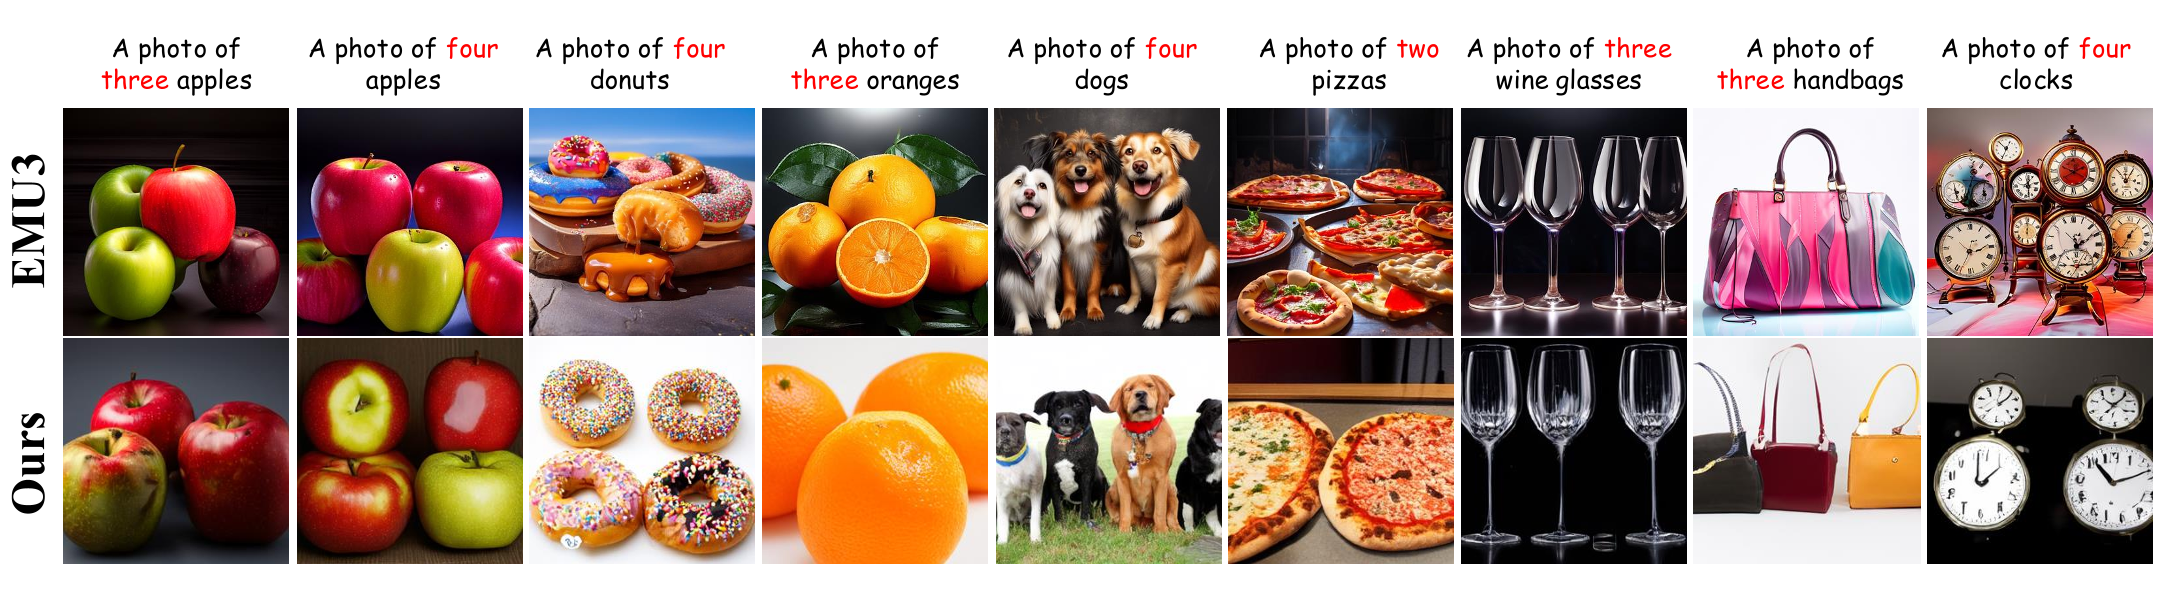 A photo of
three apples
A photo of four
apples
A photo of four
donuts
A photo of
three oranges
A photo of four
dogs
A photo of two
pizzas
A photo of three
wine glasses
A photo of
three handbags
A photo of four
clocks
EMU3
Ours